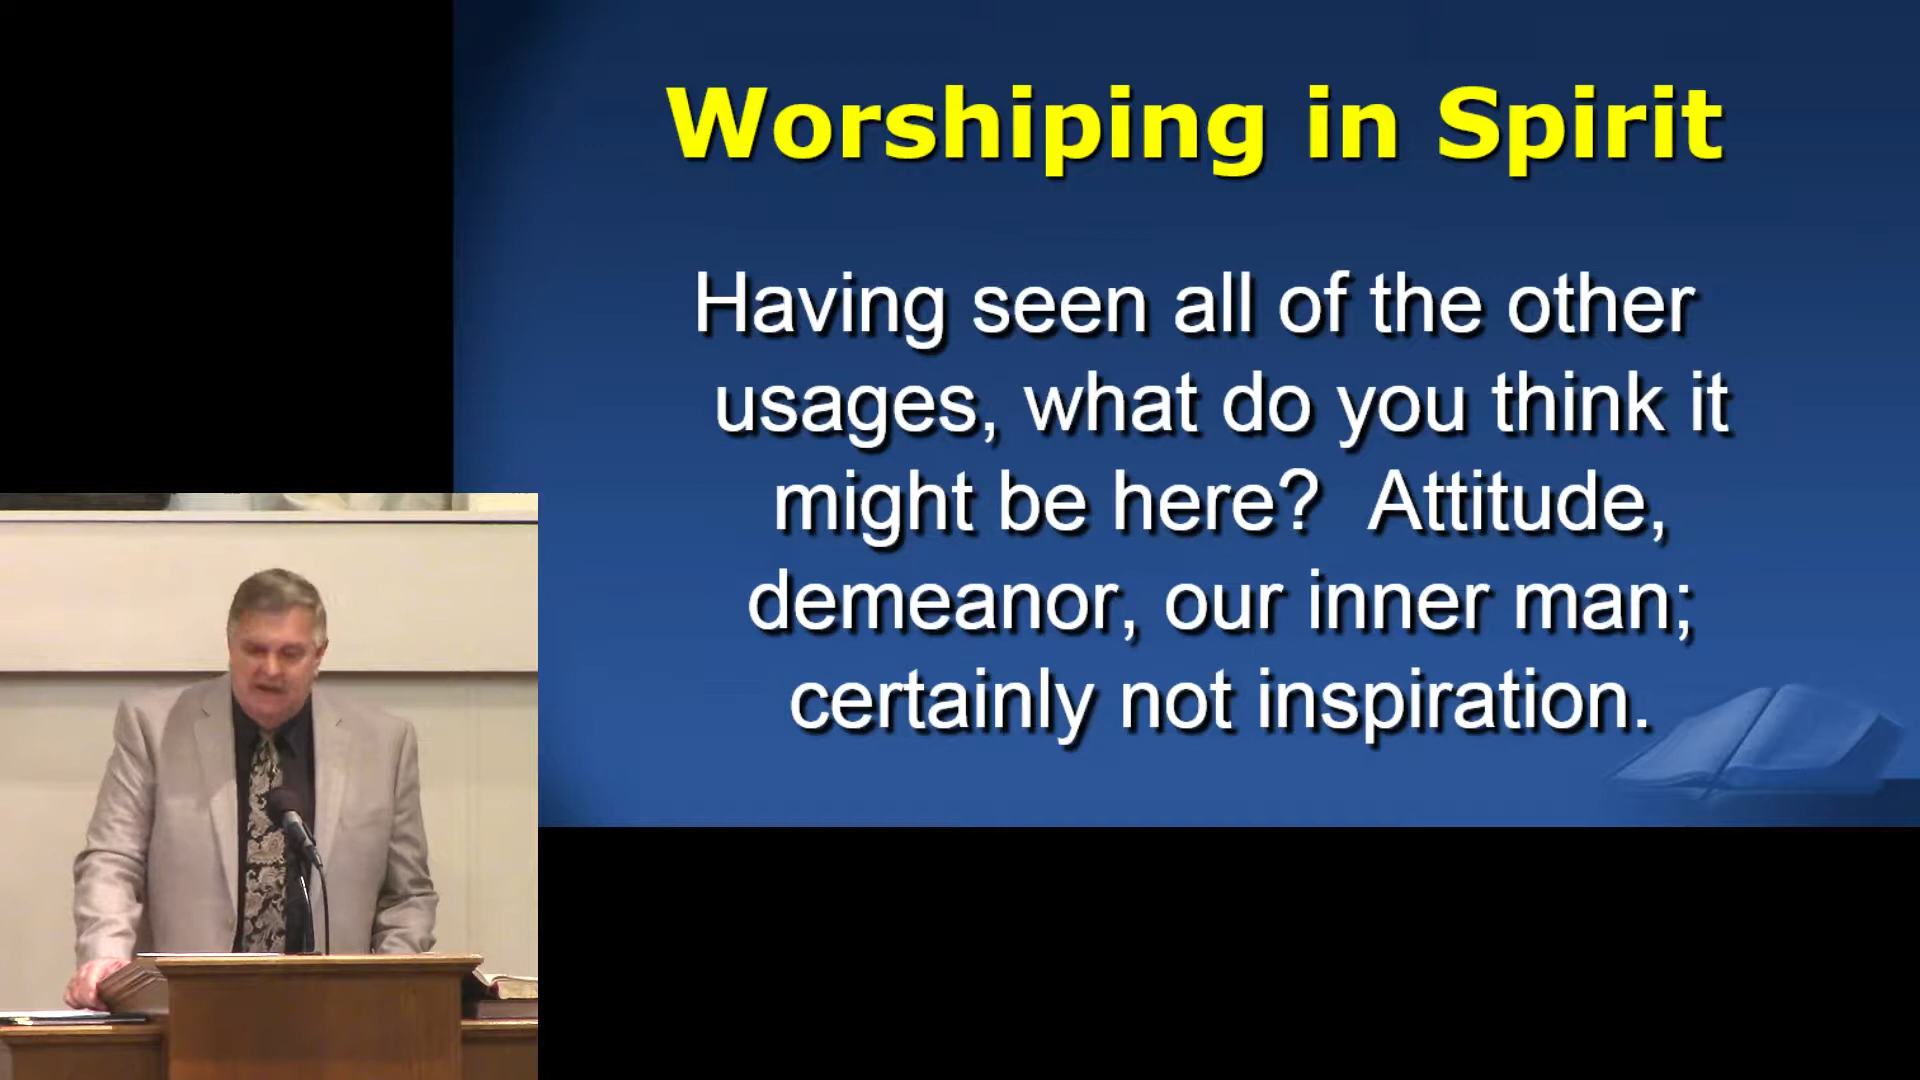 Worshiping in Spirit
Having seen all of the other
usages, what do you think it
might be here?  Attitude,
demeanor, our inner man;
certainly not inspiration.